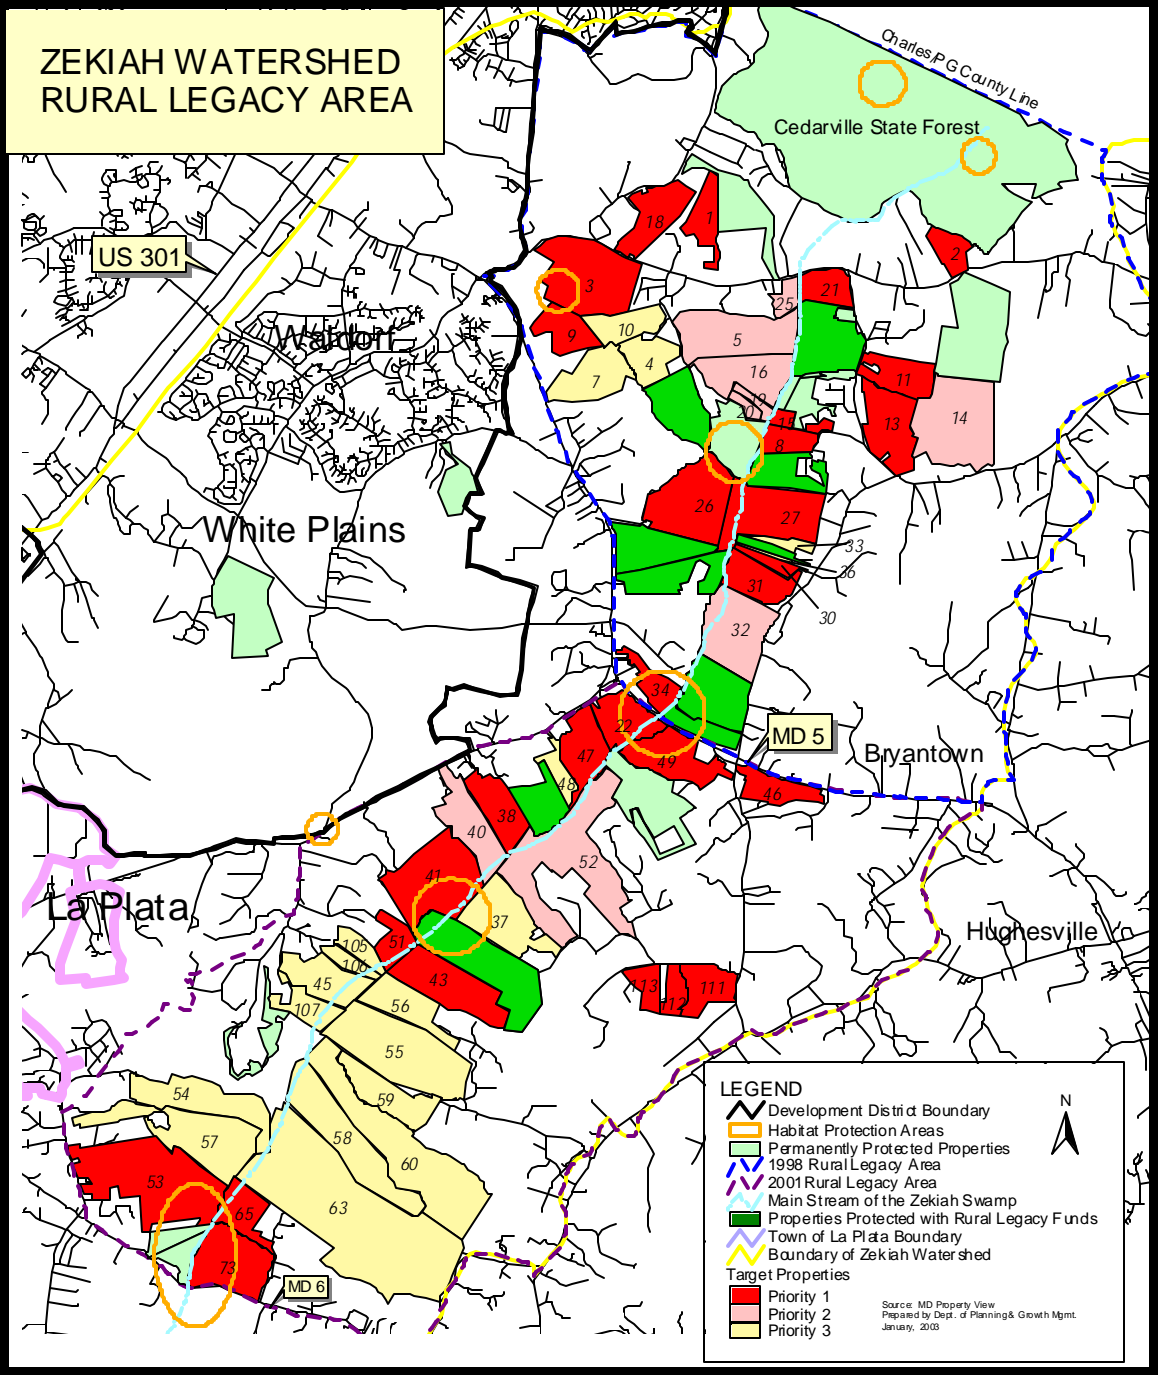 ZEKIAH WATERSHED
RURAL LEGACY AREA
Charles/PG County Line
Cedarville State Forest
18
1
2
US 301
3
25
21
Waldorf
9
10
5
4
7
16
11
19
20
14
15
13
8
26
27
White Plains
33
36
31
30
32
34
22
MD 5
47
49
Bryantown
48
46
38
40
52
41
La Plata
37
Hughesville
51
105
106
43
45
113
111
112
107
56
55
54
59
57
58
60
53
63
65
73
MD 6
LEGEND
N
Development District Boundary
Habitat Protection Areas
Permanently Protected Properties
1998 Rural Legacy Area
2001 Rural Legacy Area
Main Stream of the Zekiah Swamp
Properties Protected with Rural Legacy Funds
Town of La Plata Boundary
Boundary of Zekiah Watershed
Target Properties
Priority 1
Priority 2
Priority 3
Source: MD Property View
Prepared by Dept. of Planning & Growth Mgmt.
January, 2003